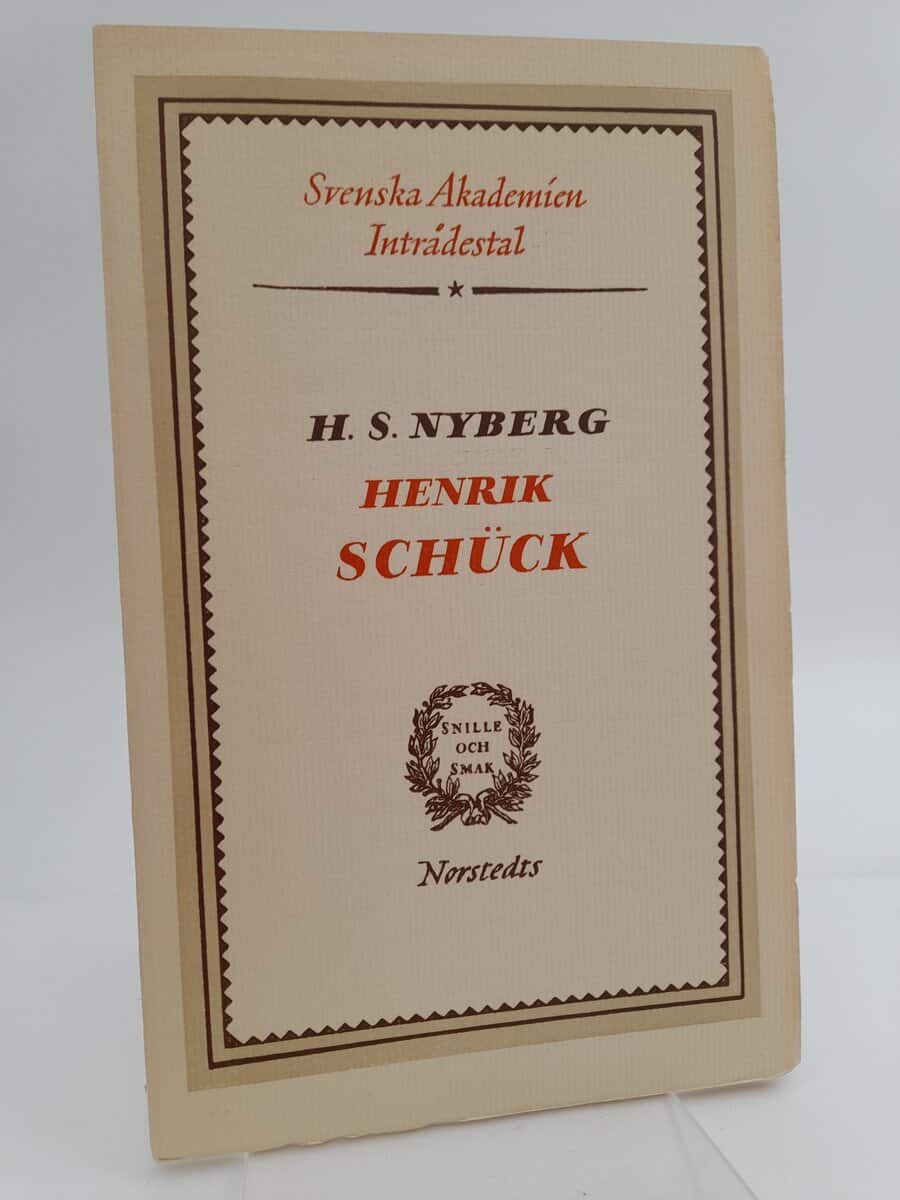 Svenska Akademien
Inträdestal
H. S. NYBERG
HENRIK
SCHÜCK
SNILLE
OCH
SMAK
Norstedts